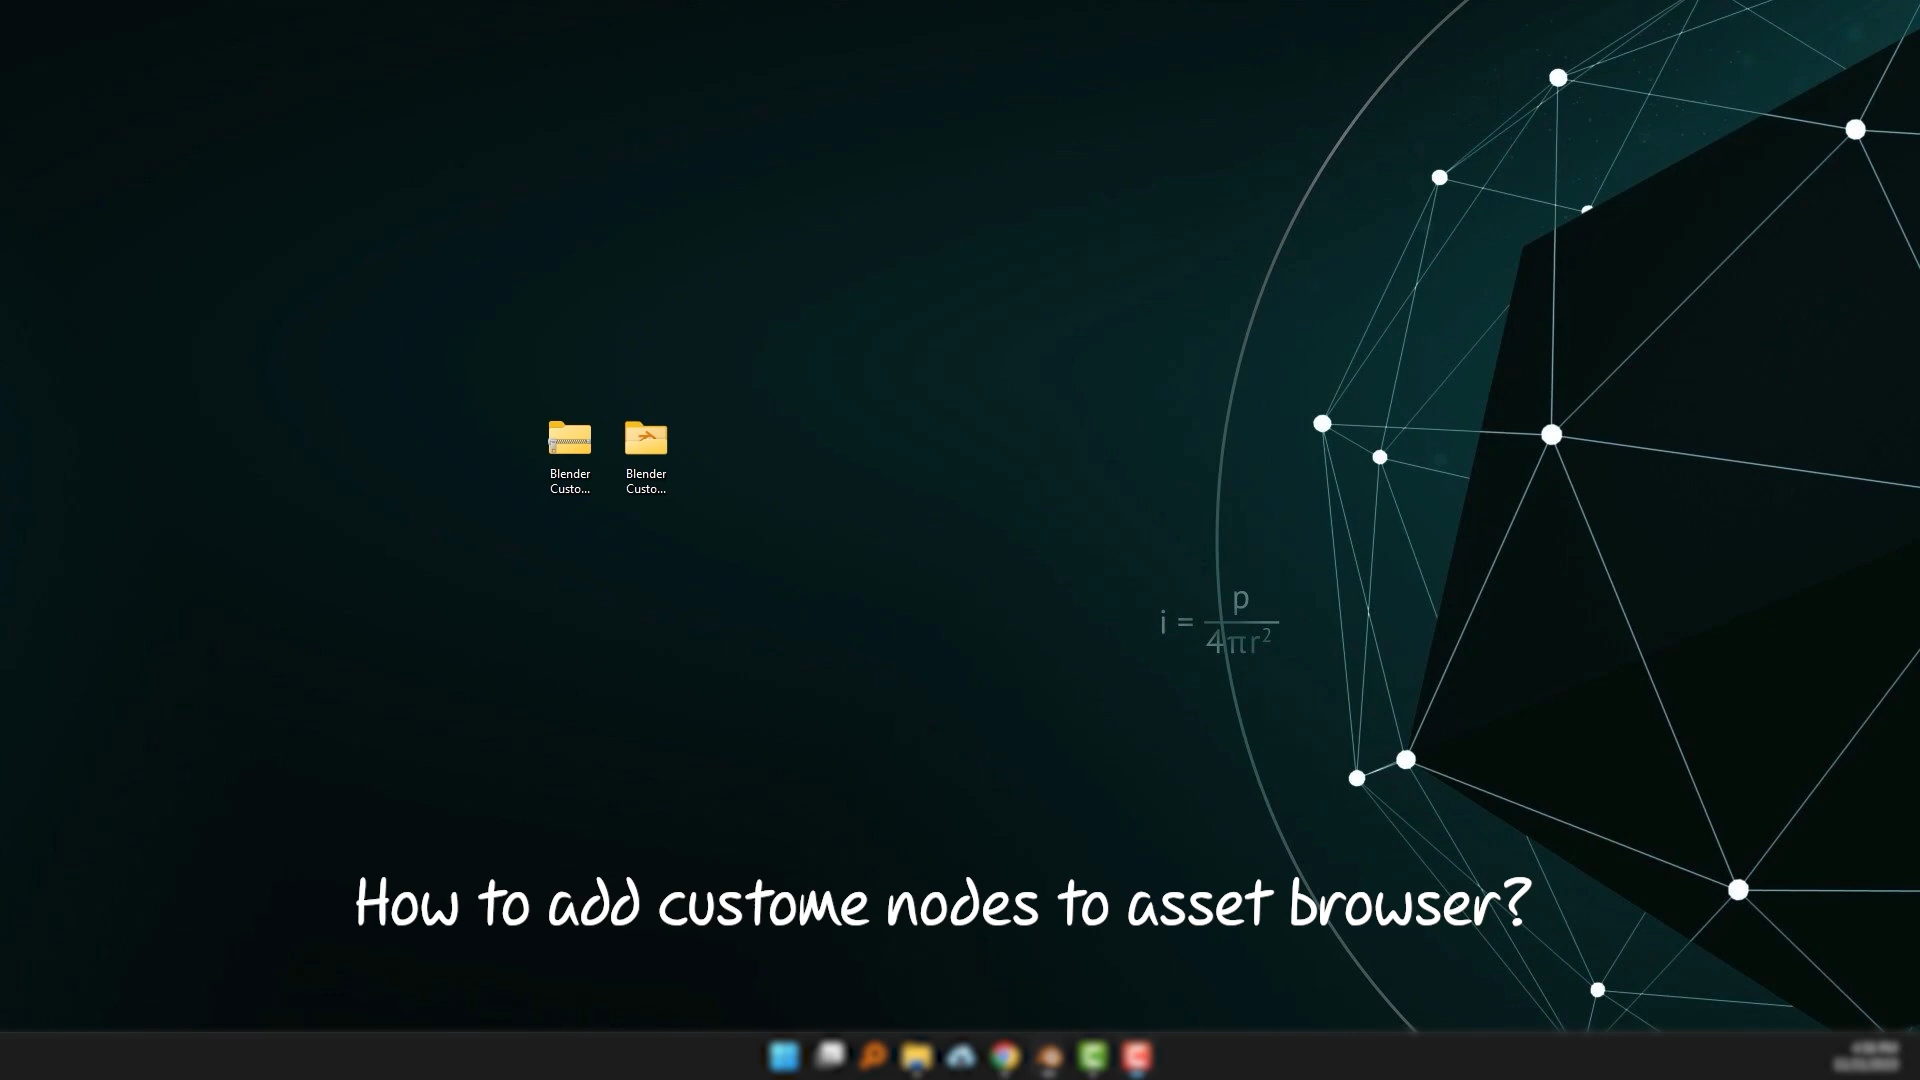 Blender
Custo...
Blender
Custo...
i = p
4πr²
How to add custome nodes to asset browser?